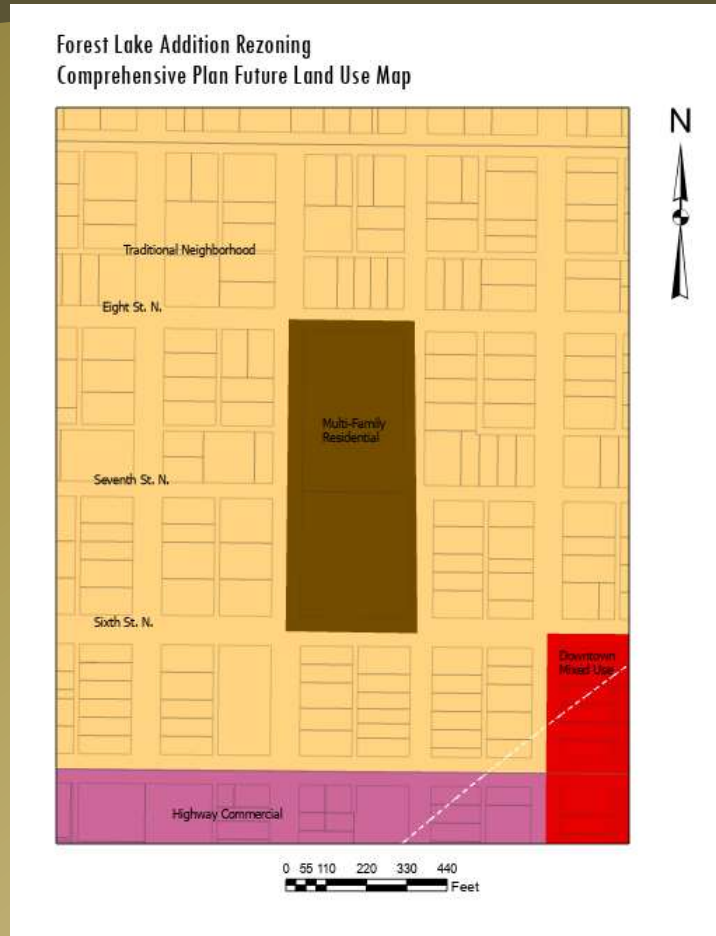 Forest Lake Addition Rezoning
Comprehensive Plan Future Land Use Map
N
Traditional Neighborhood
Eight St. N.
Multi-Family
Residential
Seventh St. N.
Sixth St. N.
Downtown
Mixed Use
Highway Commercial
0 55 110 220 330 440
Feet